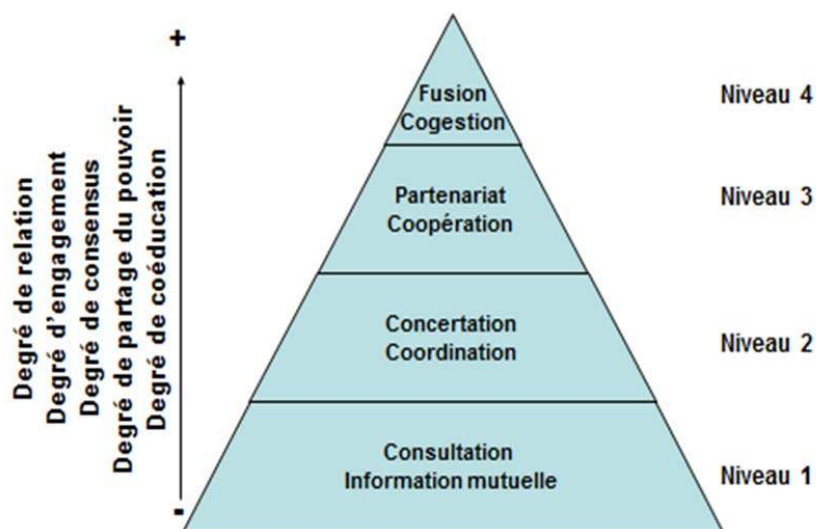 +
Fusion
Cogestion
Niveau 4
Partenariat
Coopération
Niveau 3
Concertation
Coordination
Niveau 2
Consultation
Information mutuelle
Niveau 1
-
Degré de relation
Degré d'engagement
Degré de consensus
Degré de partage du pouvoir
Degré de coéducation